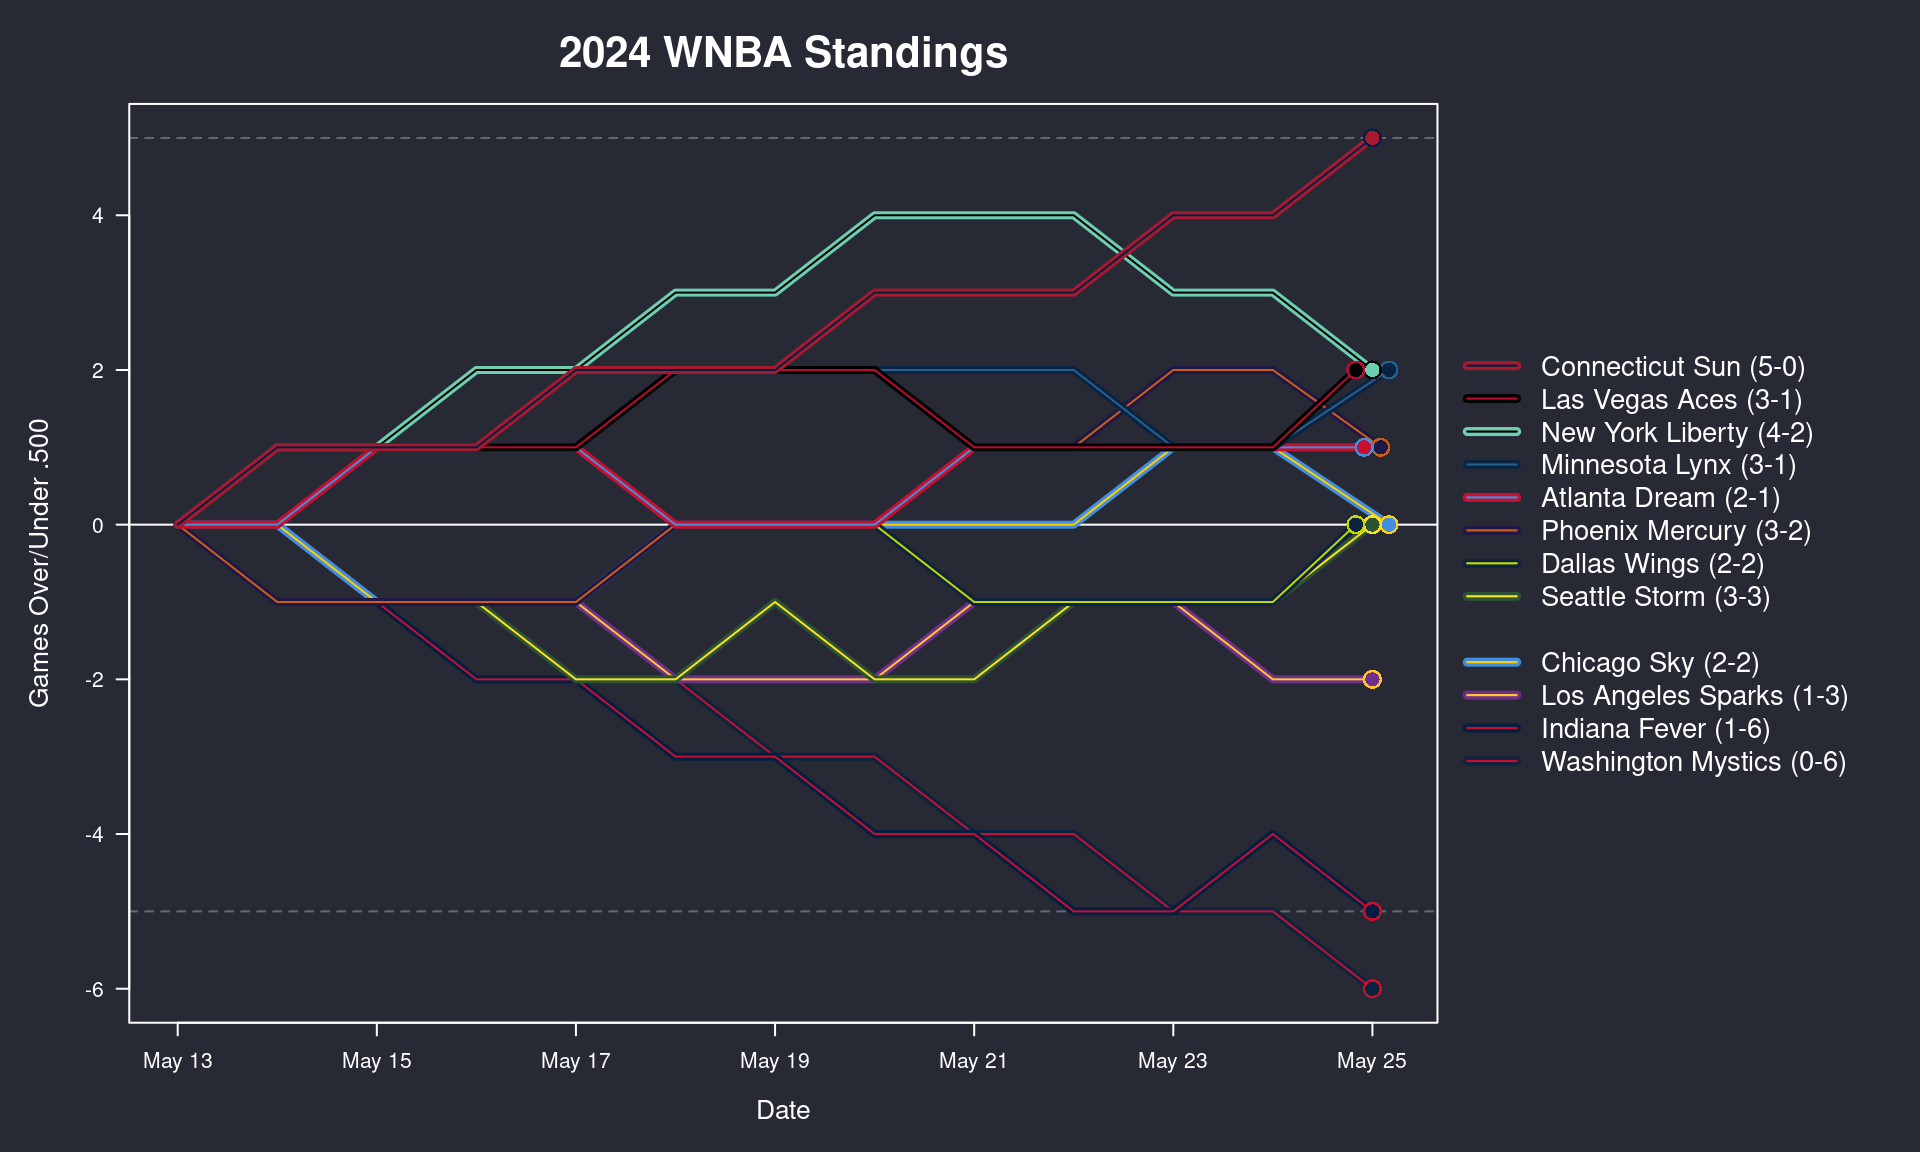 2024 WNBA Standings
Games Over/Under .500
4
2
0
-2
-4
-6
May 13
May 15
May 17
May 19
May 21
May 23
May 25
Date
Connecticut Sun (5-0)
Las Vegas Aces (3-1)
New York Liberty (4-2)
Minnesota Lynx (3-1)
Atlanta Dream (2-1)
Phoenix Mercury (3-2)
Dallas Wings (2-2)
Seattle Storm (3-3)
Chicago Sky (2-2)
Los Angeles Sparks (1-3)
Indiana Fever (1-6)
Washington Mystics (0-6)